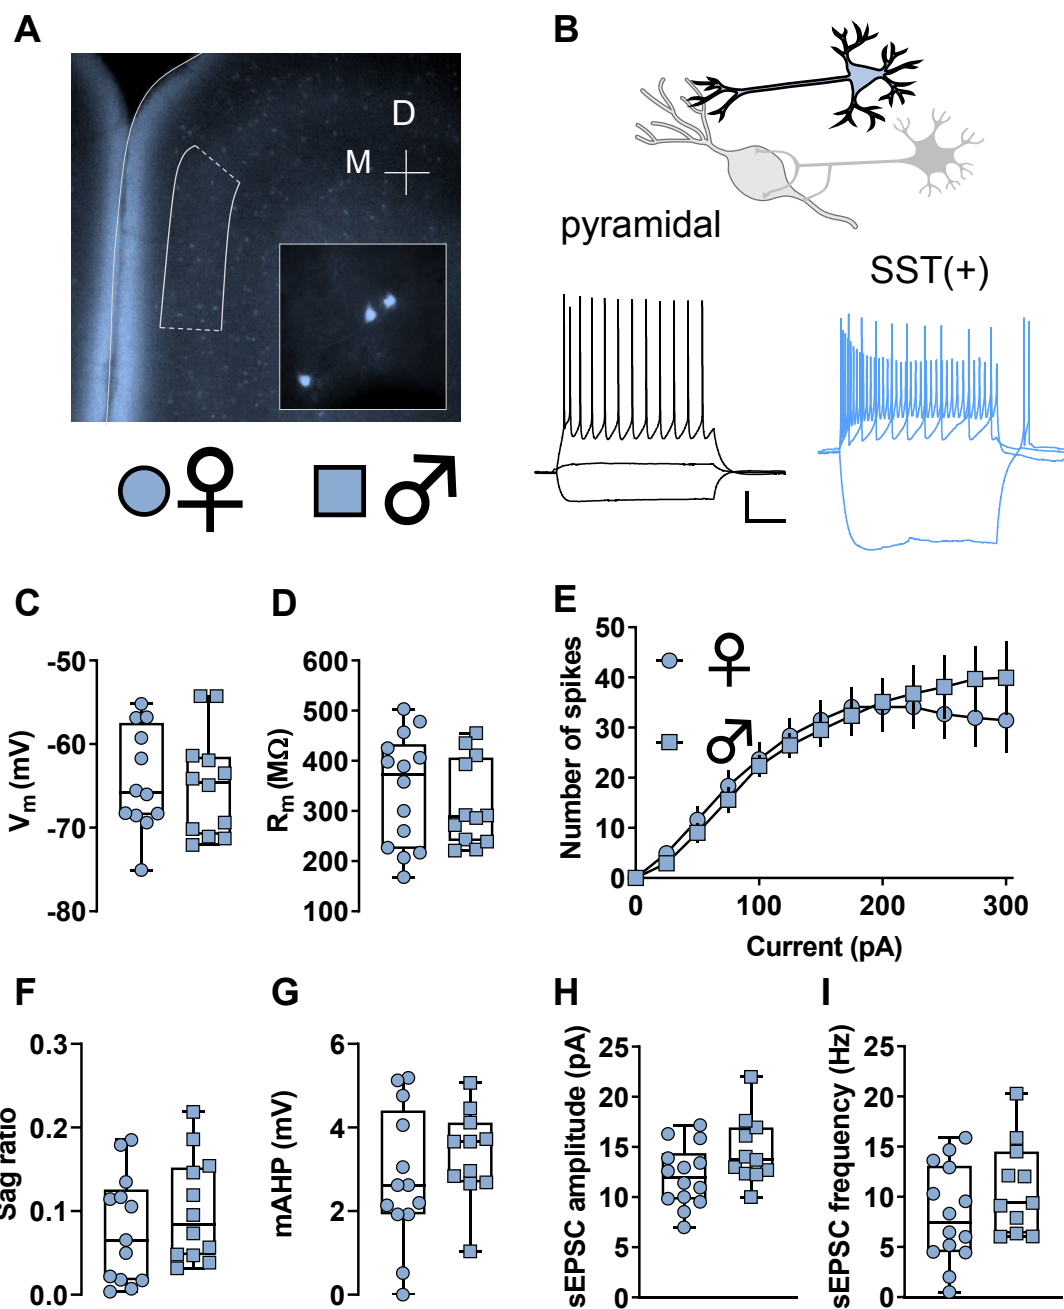 A
D
M
B
pyramidal
SST(+)
C
Vm (mV)
-50
-60
-70
-80
D
Rm (MΩ)
600
500
400
300
200
100
E
Number of spikes
50
40
30
20
10
0
0 100 200 300
Current (pA)
F
Sag ratio
0.3
0.2
0.1
0.0
G
mAHP (mV)
6
4
2
0
H
sEPSC amplitude (pA)
25
20
15
10
5
0
I
sEPSC frequency (Hz)
25
20
15
10
5
0